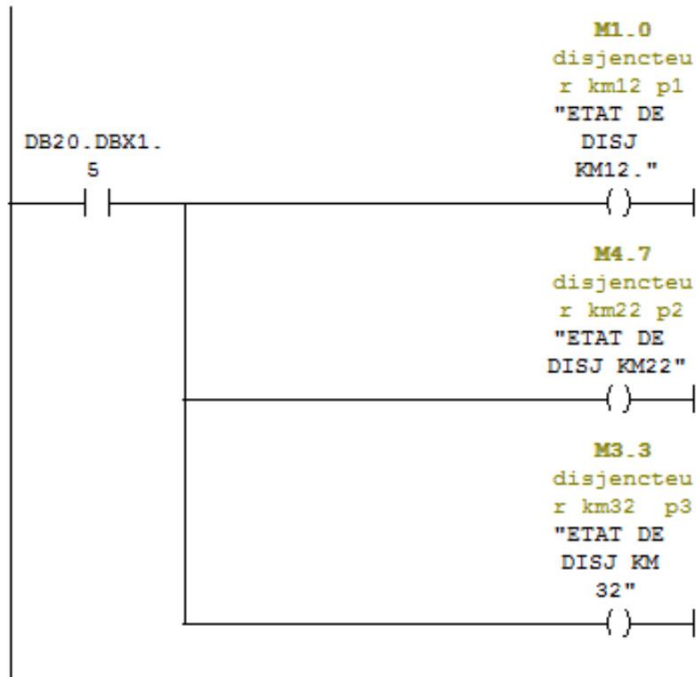 M1.0
disjencteu
r km12 p1
"ETAT DE
DISJ
KM12."
DB20.DBX1.
5
M4.7
disjencteu
r km22 p2
"ETAT DE
DISJ KM22"
M3.3
disjencteu
r km32 p3
"ETAT DE
DISJ KM
32"